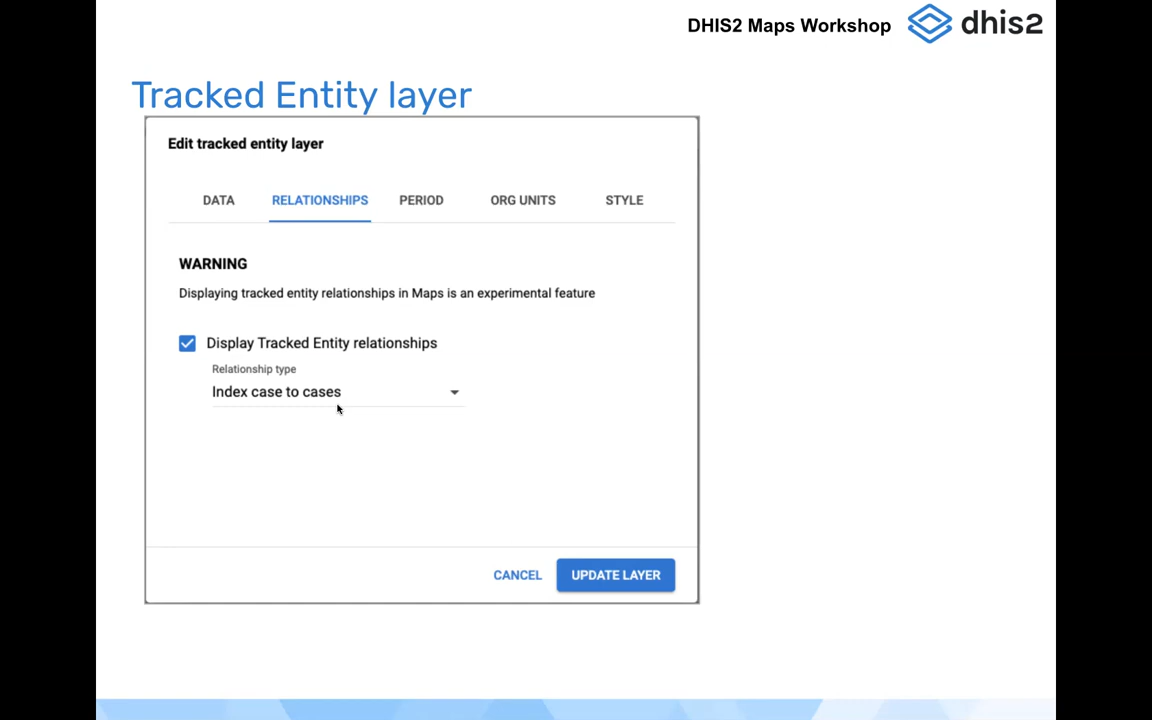 DHIS2 Maps Workshop
dhis2
Tracked Entity layer
Edit tracked entity layer
DATA RELATIONSHIPS PERIOD ORG UNITS STYLE
WARNING
Displaying tracked entity relationships in Maps is an experimental feature
Display Tracked Entity relationships
Relationship type
Index case to cases
CANCEL UPDATE LAYER